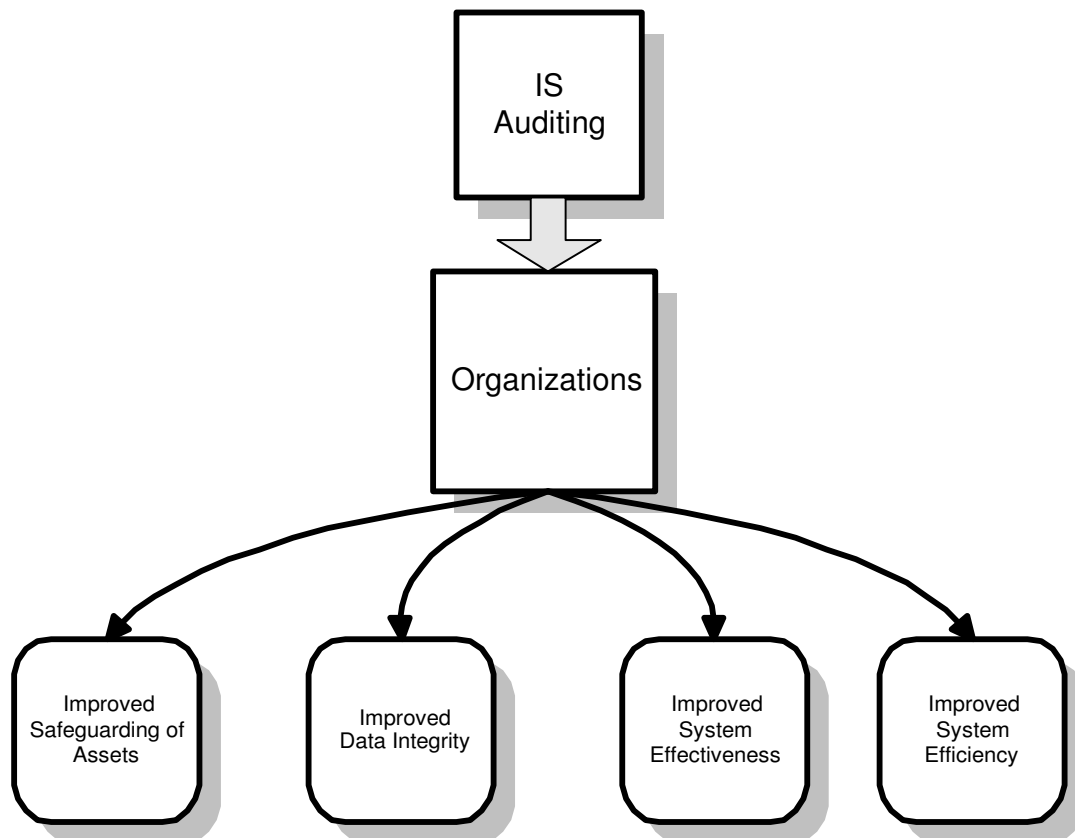 IS
Auditing
Organizations
Improved
Safeguarding of
Assets
Improved
Data Integrity
Improved
System
Effectiveness
Improved
System
Efficiency